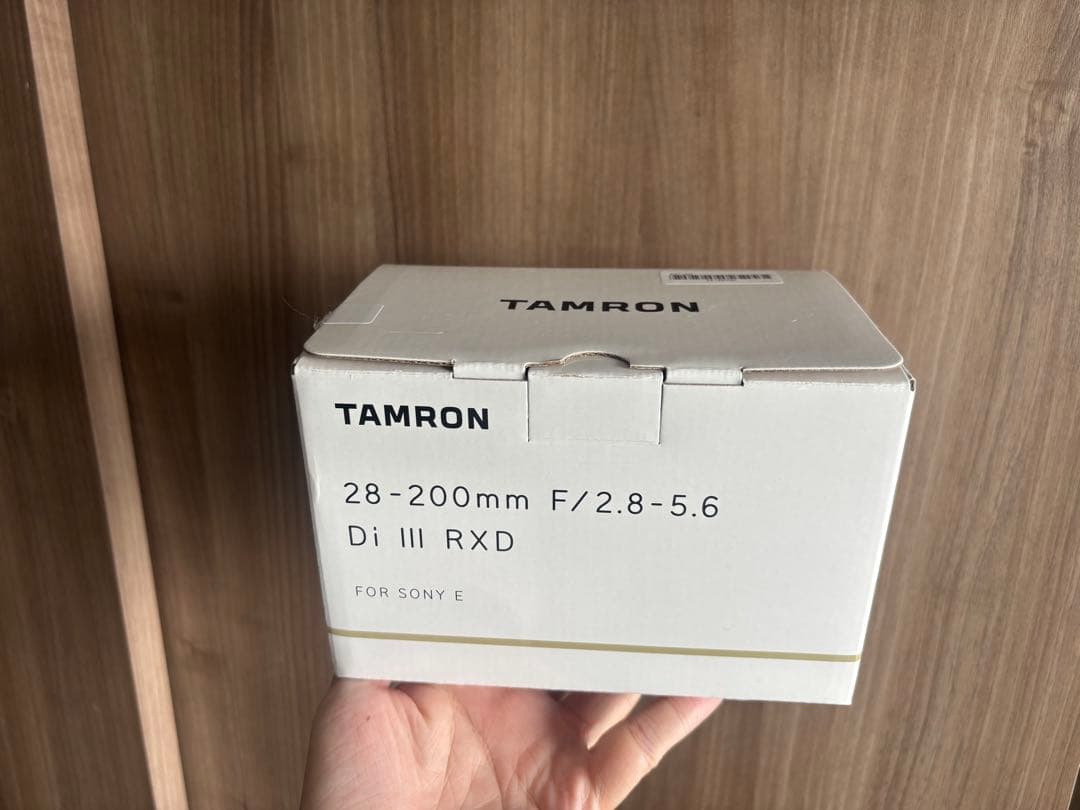 TAMRON
TAMRON
28-200mm F/2.8-5.6
Di III RXD
FOR SONY E